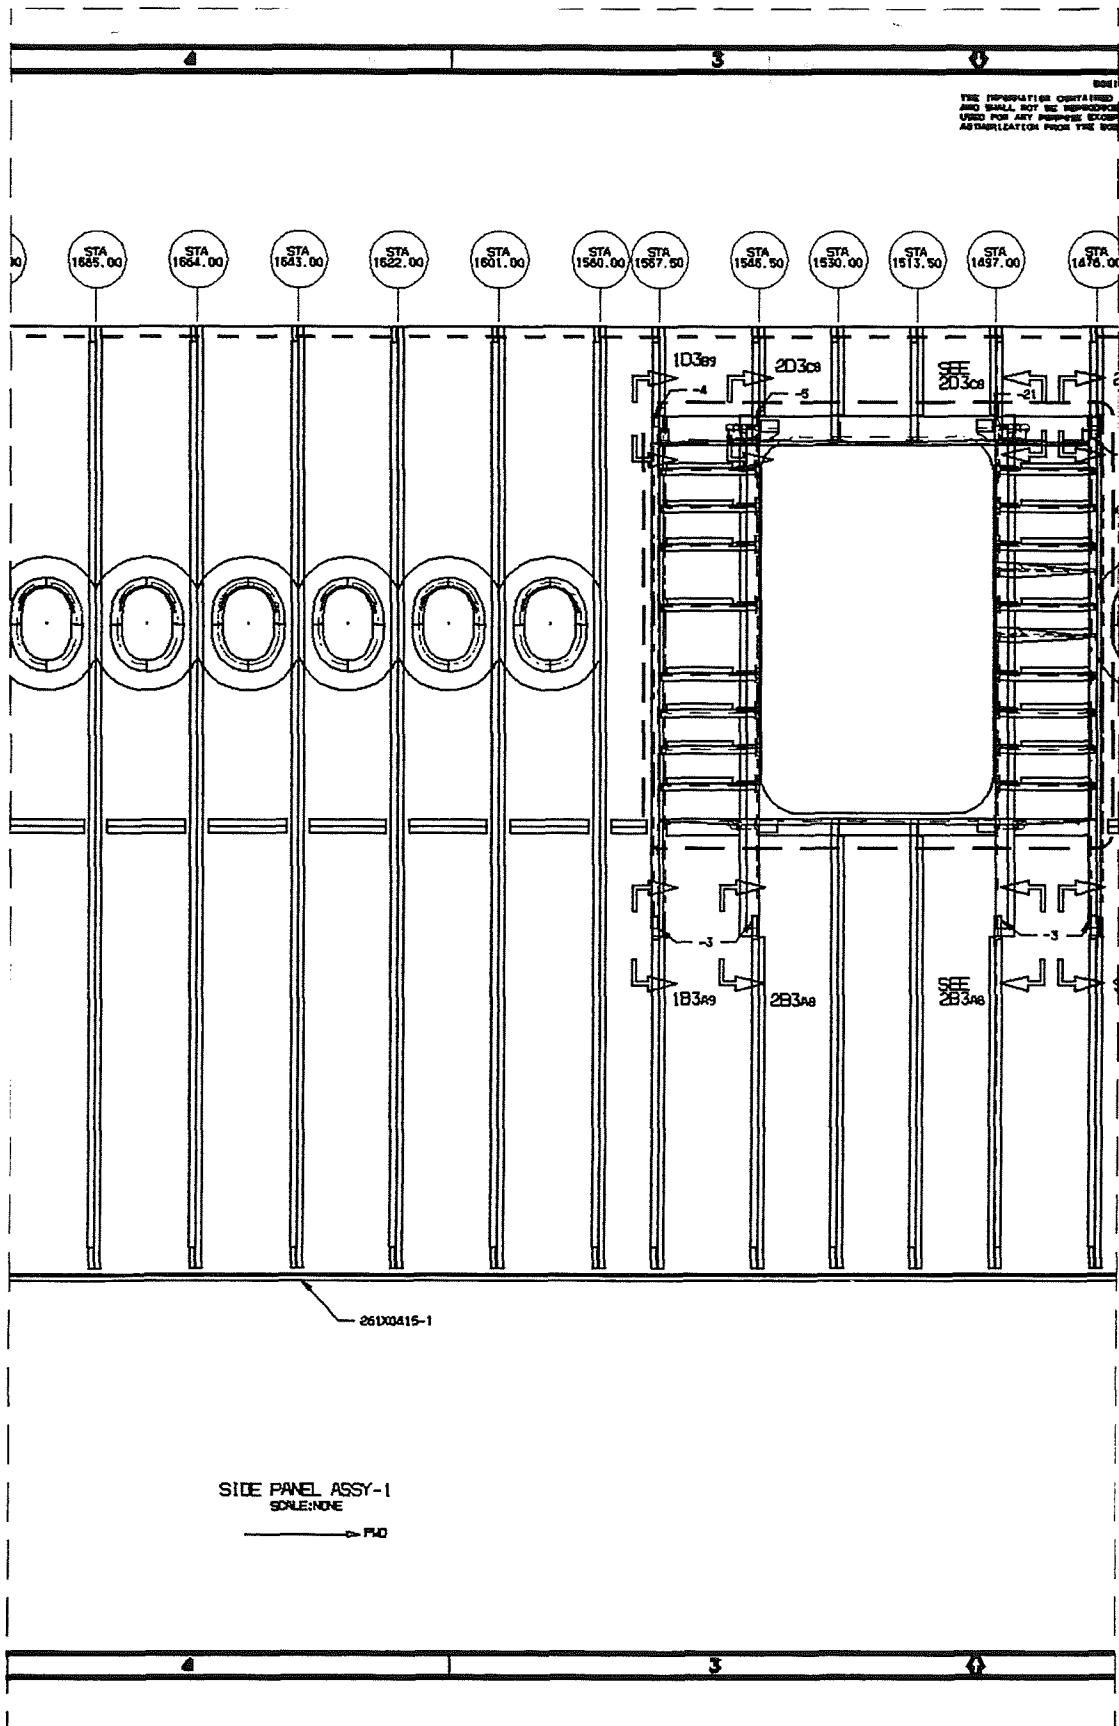 4 3
THE INFORMATION CONTAINED
AND SHALL NOT BE REPRODUCED
USED FOR ANY PURPOSE EXCEPT
AUTHORIZATION FROM THE
STA STA STA STA STA STA STA STA STA STA STA STA
1685.00 1664.00 1643.00 1622.00 1601.00 1580.00 1567.50 1546.50 1530.00 1513.50 1497.00 1476.00
1D3B9 2D3C8 SEE
2D3C8
-4 -5 -21
-3 -3
1B3A9 2B3A8 SEE
2B3A8
261X0415-1
SIDE PANEL ASSY-1
SCALE:NONE
FWD
4 3